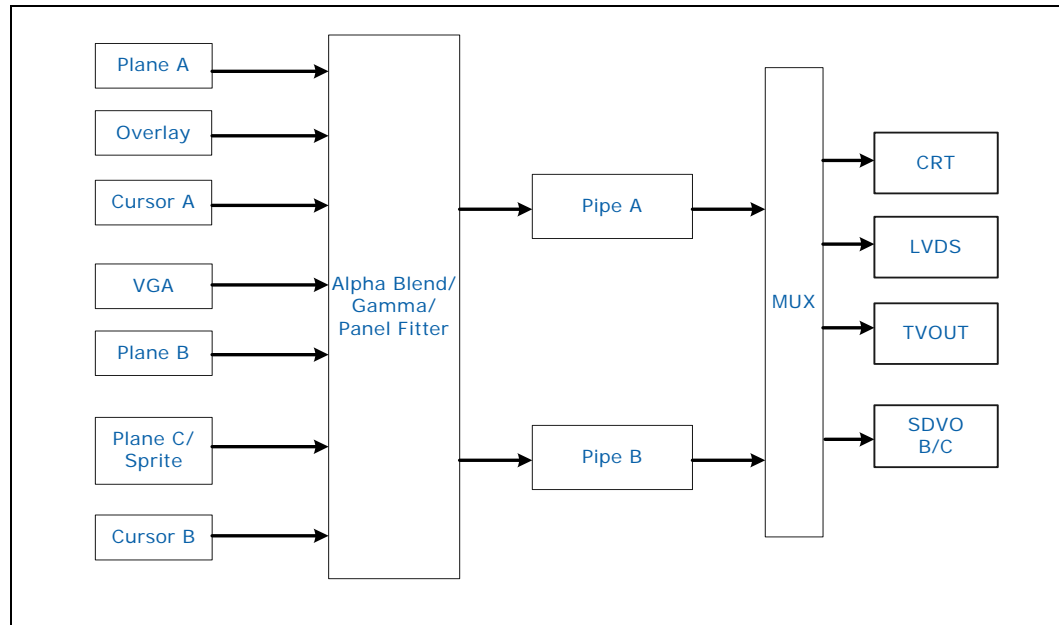 Plane A
Overlay
Cursor A
VGA
Plane B
Plane C/
Sprite
Cursor B
Alpha Blend/
Gamma/
Panel Fitter
Pipe A
Pipe B
MUX
CRT
LVDS
TVOUT
SDVO
B/C